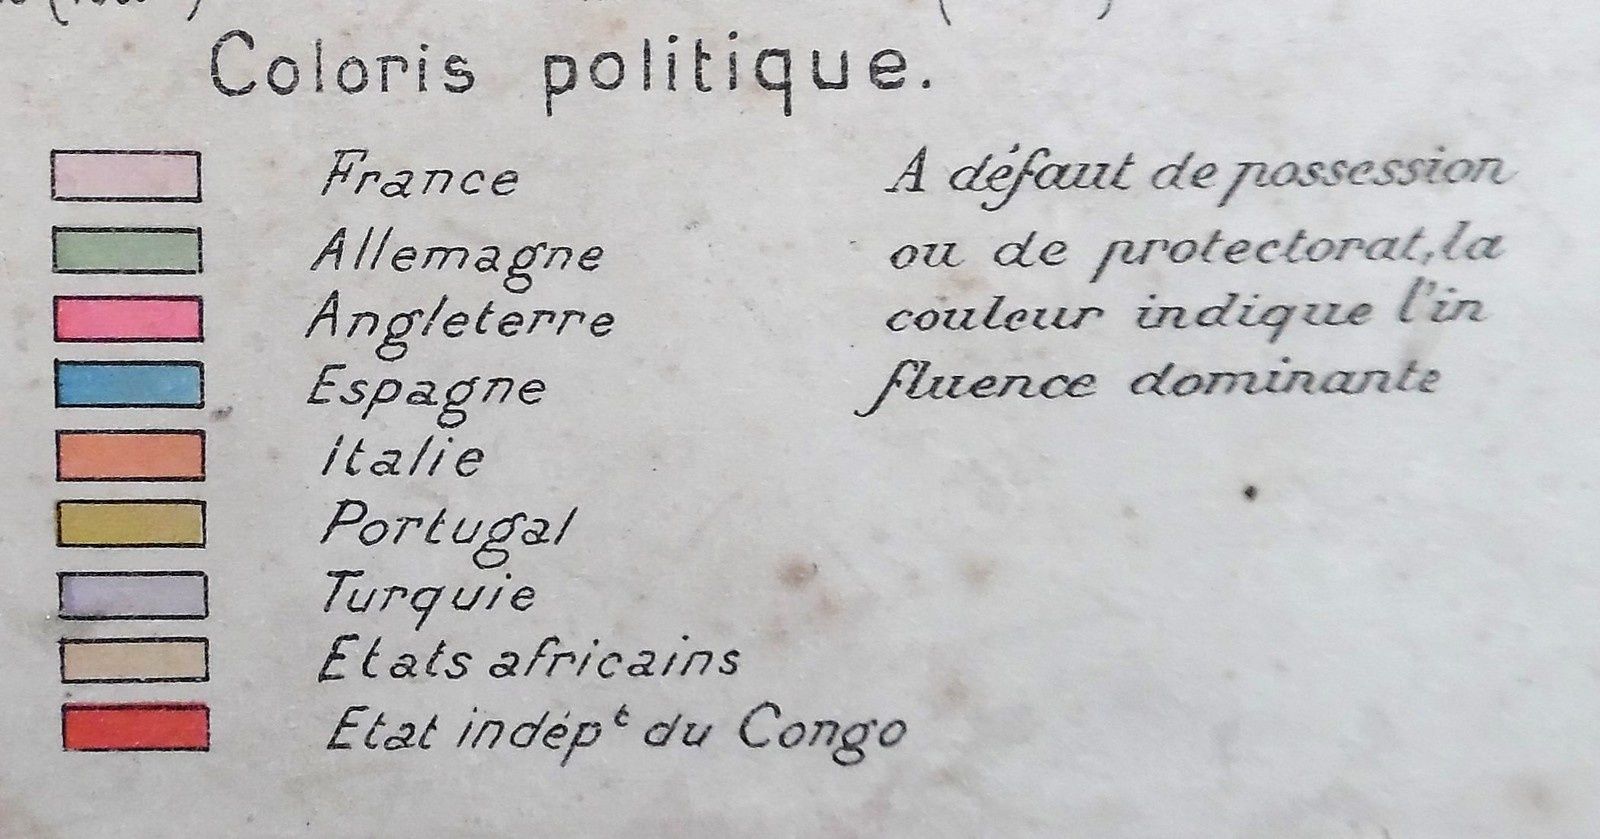 Coloris politique.
France
Allemagne
Angleterre
Espagne
Italie
Portugal
Turquie
Etats africains
Etat indépᵗ du Congo
A défaut de possession
ou de protectorat, la
couleur indique l'in
fluence dominante